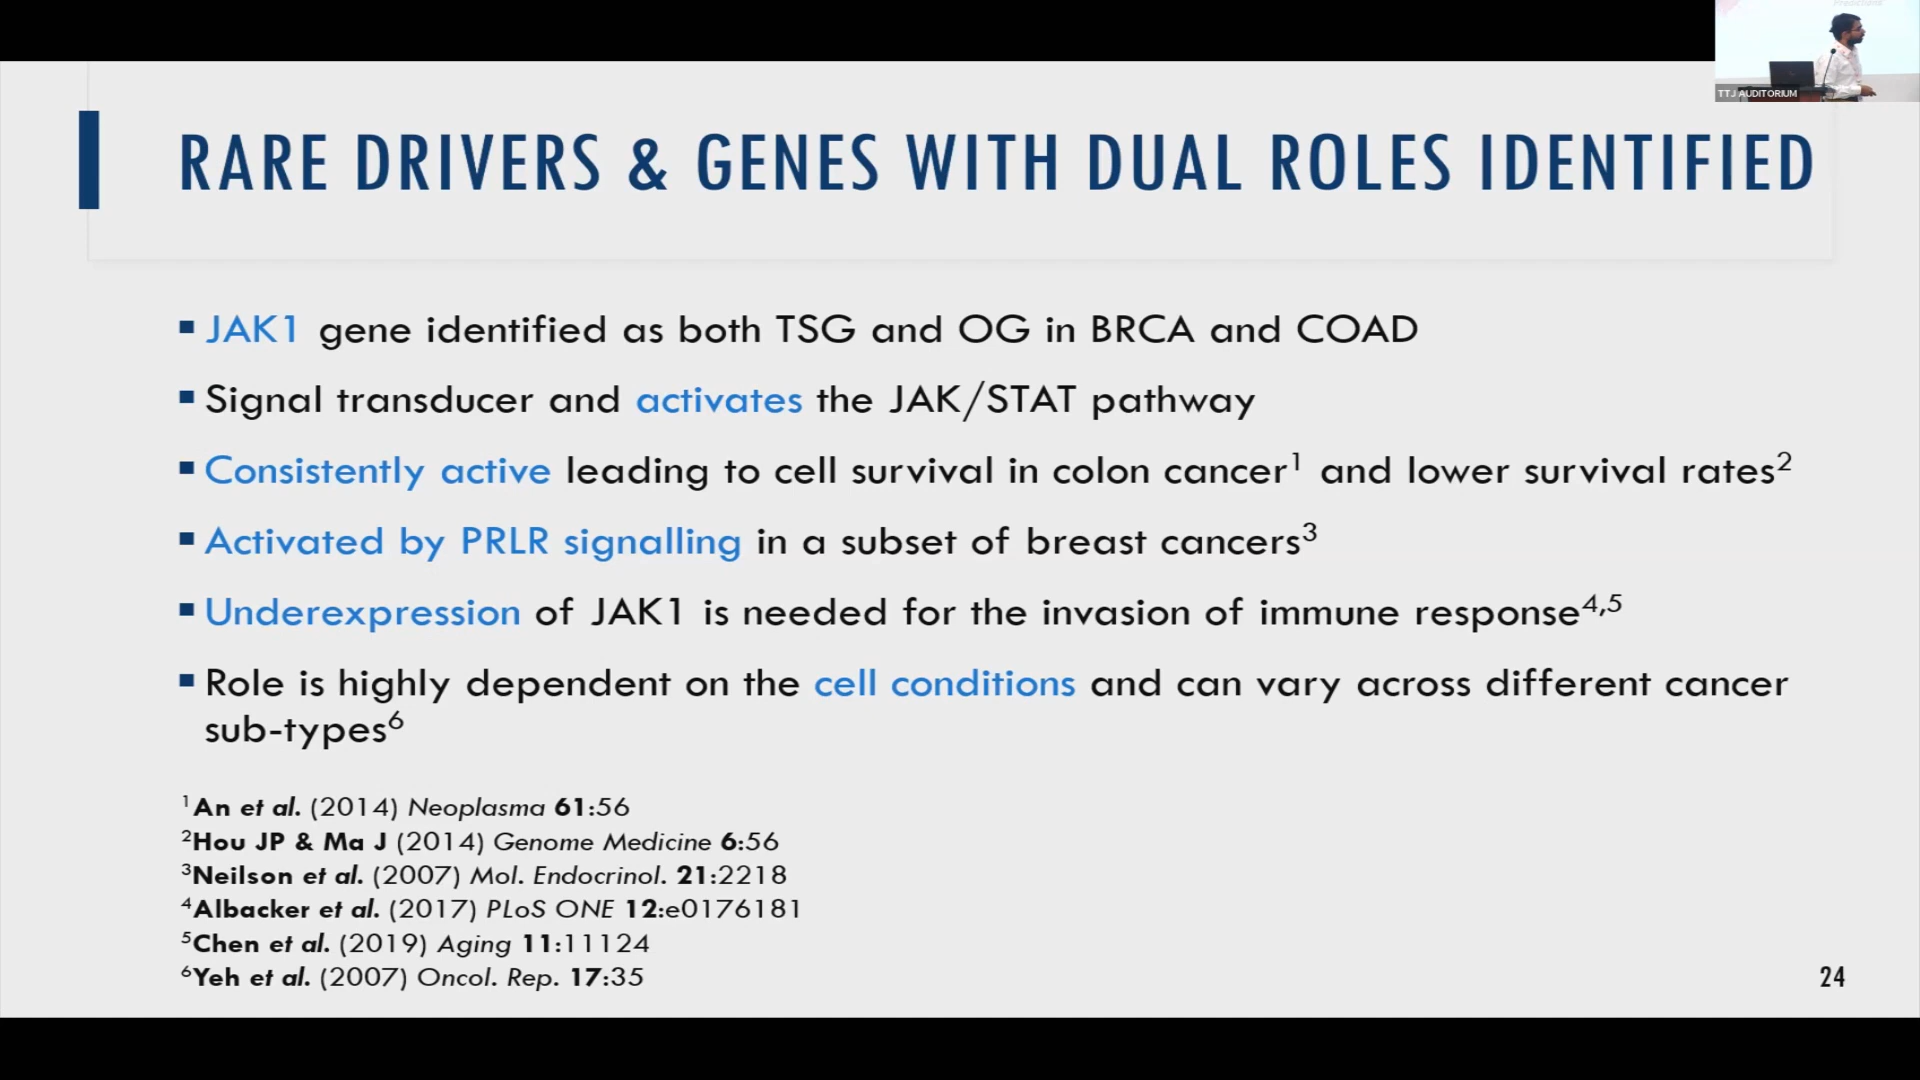 TTJ AUDITORIUM
RARE DRIVERS & GENES WITH DUAL ROLES IDENTIFIED
▪ JAK1 gene identified as both TSG and OG in BRCA and COAD
▪ Signal transducer and activates the JAK/STAT pathway
▪ Consistently active leading to cell survival in colon cancer¹ and lower survival rates²
▪ Activated by PRLR signalling in a subset of breast cancers³
▪ Underexpression of JAK1 is needed for the invasion of immune response⁴,⁵
▪ Role is highly dependent on the cell conditions and can vary across different cancer
sub-types⁶
¹An et al. (2014) Neoplasma 61:56
²Hou JP & Ma J (2014) Genome Medicine 6:56
³Neilson et al. (2007) Mol. Endocrinol. 21:2218
⁴Albacker et al. (2017) PLoS ONE 12:e0176181
⁵Chen et al. (2019) Aging 11:11124
⁶Yeh et al. (2007) Oncol. Rep. 17:35
24